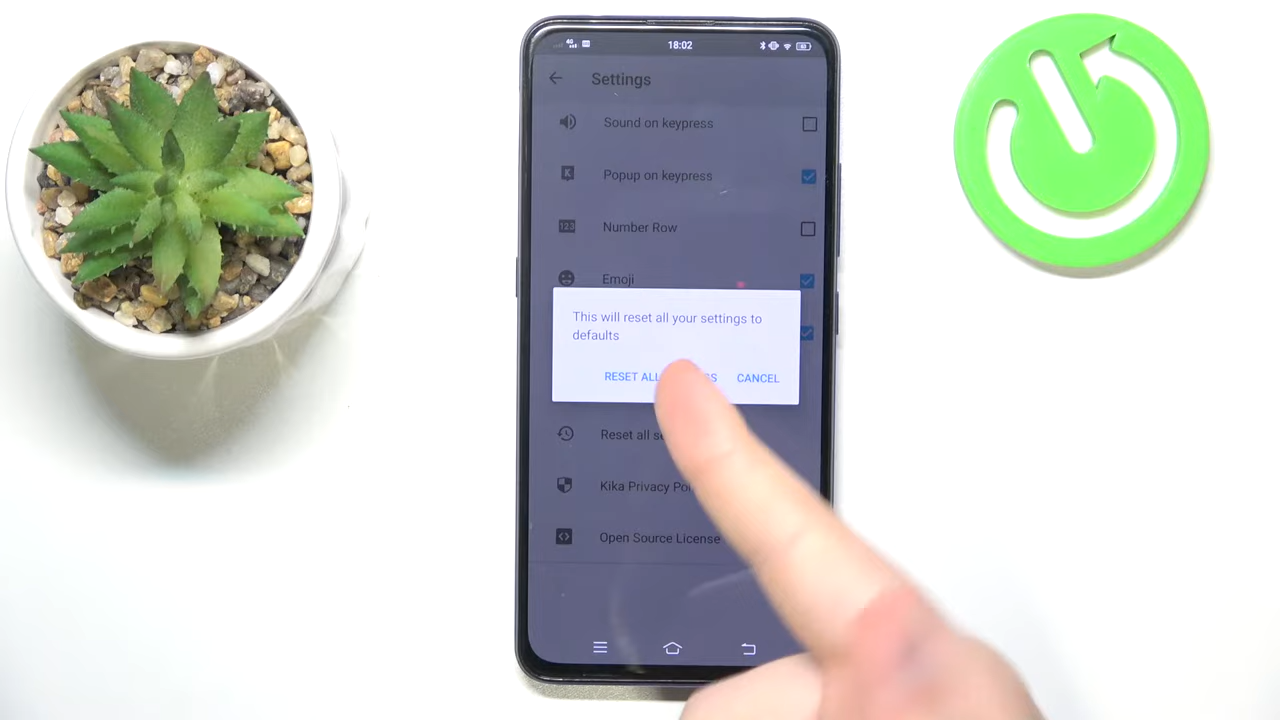 18:02
Settings
Sound on keypress
Popup on keypress
Number Row
Emoji
This will reset all your settings to
defaults
RESET ALL
CANCEL
Reset all
Kika Privacy
Open Source License